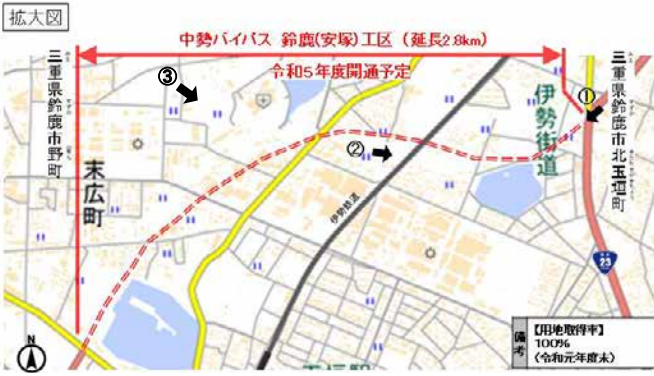 拡大図
中勢バイパス 鈴鹿(安塚)工区 (延長2.8km)
令和5年度開通予定
三重県鈴鹿市野町
末広町
③
②
①
伊勢鉄道
伊勢街道
三重県鈴鹿市北玉垣町
23
N
備考
【用地取得率】
100%
(令和元年度末)